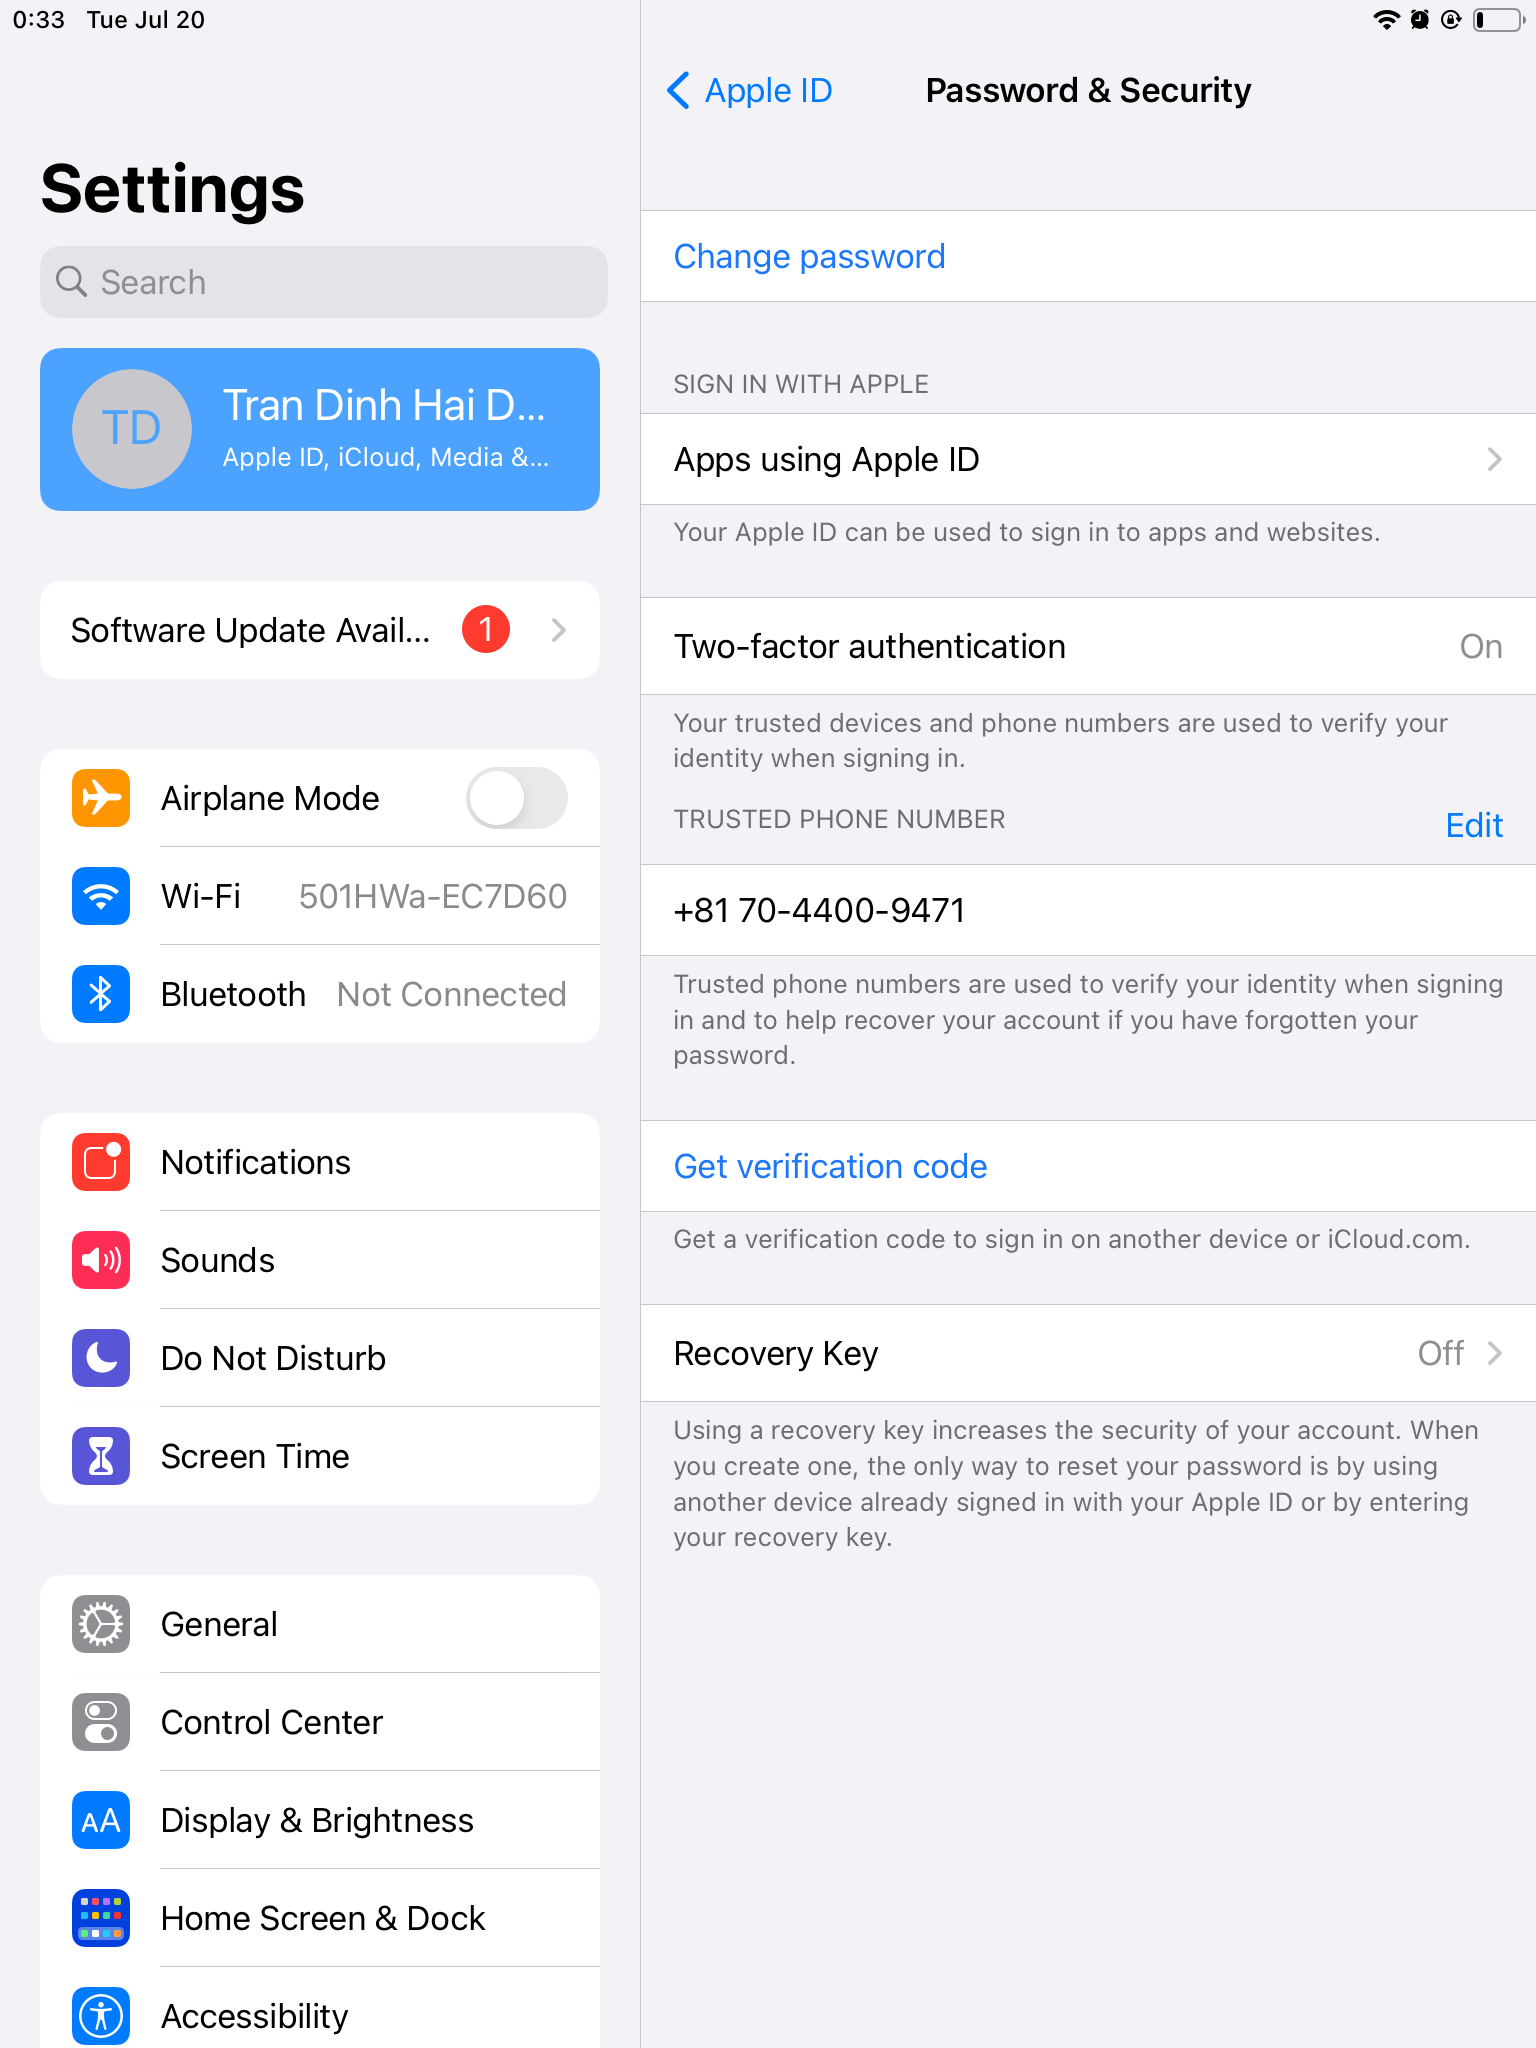 0:33 Tue Jul 20
Settings
Search
TD
Tran Dinh Hai D...
Apple ID, iCloud, Media &...
Software Update Avail... 1
Airplane Mode
Wi-Fi 501HWa-EC7D60
Bluetooth Not Connected
Notifications
Sounds
Do Not Disturb
Screen Time
General
Control Center
AA Display & Brightness
Home Screen & Dock
Accessibility
Apple ID Password & Security
Change password
SIGN IN WITH APPLE
Apps using Apple ID
Your Apple ID can be used to sign in to apps and websites.
Two-factor authentication On
Your trusted devices and phone numbers are used to verify your
identity when signing in.
TRUSTED PHONE NUMBER Edit
+81 70-4400-9471
Trusted phone numbers are used to verify your identity when signing
in and to help recover your account if you have forgotten your
password.
Get verification code
Get a verification code to sign in on another device or iCloud.com.
Recovery Key Off
Using a recovery key increases the security of your account. When
you create one, the only way to reset your password is by using
another device already signed in with your Apple ID or by entering
your recovery key.